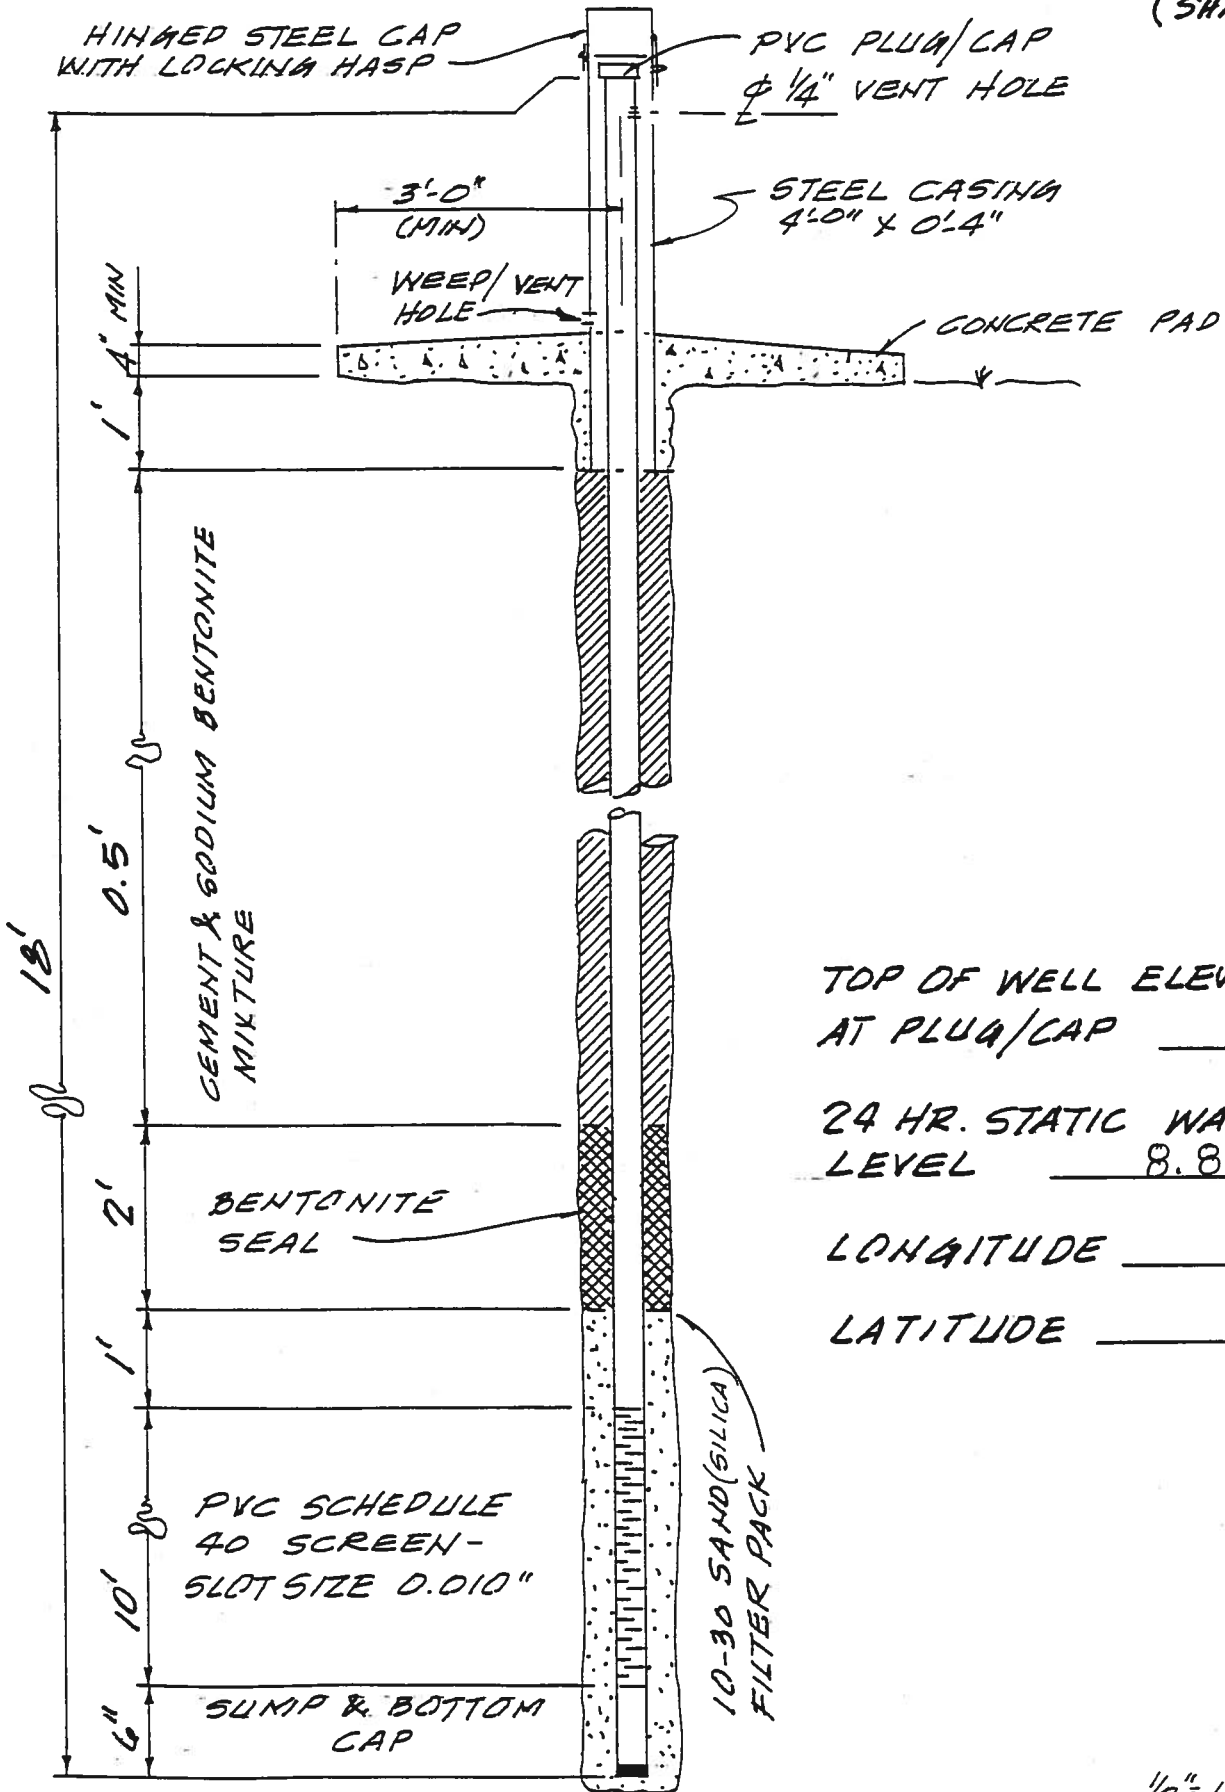 (SHA
HINGED STEEL CAP
WITH LOCKING HASP
PVC PLUG/CAP
¢ 1/4" VENT HOLE
3'-0"
(MIN)
STEEL CASING
4'-0" X 0'-4"
WEEP/VENT
HOLE
CONCRETE PAD
4" MIN
1'
CEMENT & SODIUM BENTONITE
MIXTURE
0.5'
18'
TOP OF WELL ELEV
AT PLUG/CAP
24 HR. STATIC WA
LEVEL 8.8
2'
BENTONITE
SEAL
LONGITUDE
LATITUDE
1'
10-30 SAND (SILICA)
FILTER PACK
PVC SCHEDULE
40 SCREEN-
SLOT SIZE 0.010"
10'
6"
SUMP & BOTTOM
CAP